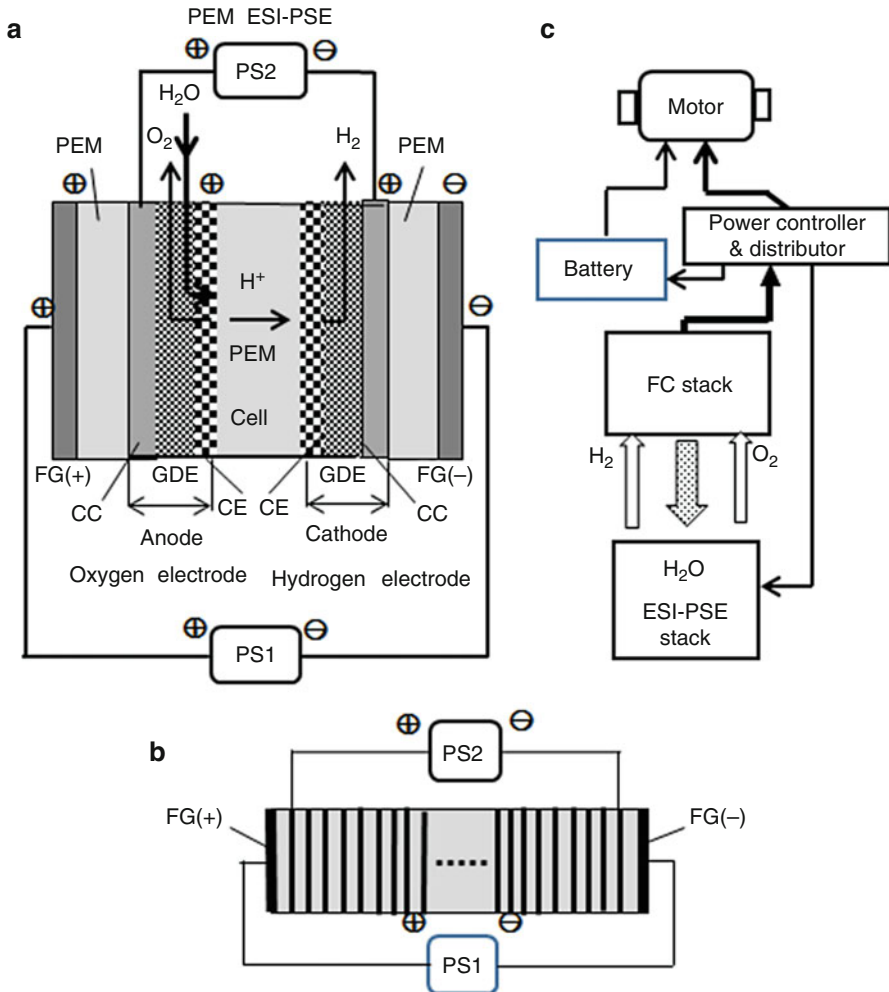 a
PEM ESI-PSE
⊕ PS2 ⊖
H₂O
O₂
H₂
PEM
PEM
⊕
⊕
⊕
⊖
⊕
⊖
H⁺
PEM
Cell
FG(+)
GDE
GDE
FG(–)
CC
CE
CE
CC
Anode
Cathode
Oxygen electrode
Hydrogen electrode
⊕ PS1 ⊖
b
⊕ PS2 ⊖
FG(+)
FG(–)
.....
⊕
⊖
PS1
c
Motor
Power controller
& distributor
Battery
FC stack
H₂
O₂
H₂O
ESI-PSE
stack